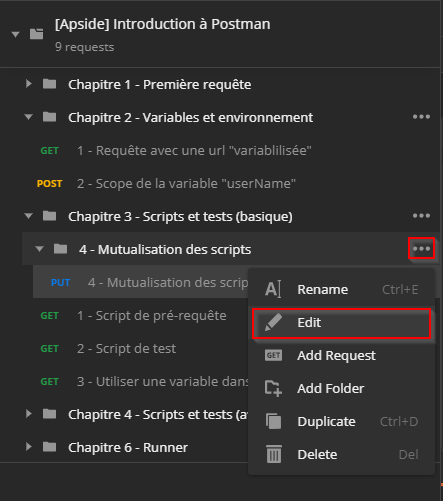 [Apside] Introduction à Postman
9 requests
Chapitre 1 - Première requête
Chapitre 2 - Variables et environnement
GET 1 - Requête avec une url "variablilisée"
POST 2 - Scope de la variable "userName"
Chapitre 3 - Scripts et tests (basique)
4 - Mutualisation des scripts
PUT 4 - Mutualisation des scrip
GET 1 - Script de pré-requête
GET 2 - Script de test
GET 3 - Utiliser une variable dans
Chapitre 4 - Scripts et tests (av
Chapitre 6 - Runner
Rename Ctrl+E
Edit
GET Add Request
Add Folder
Duplicate Ctrl+D
Delete Del